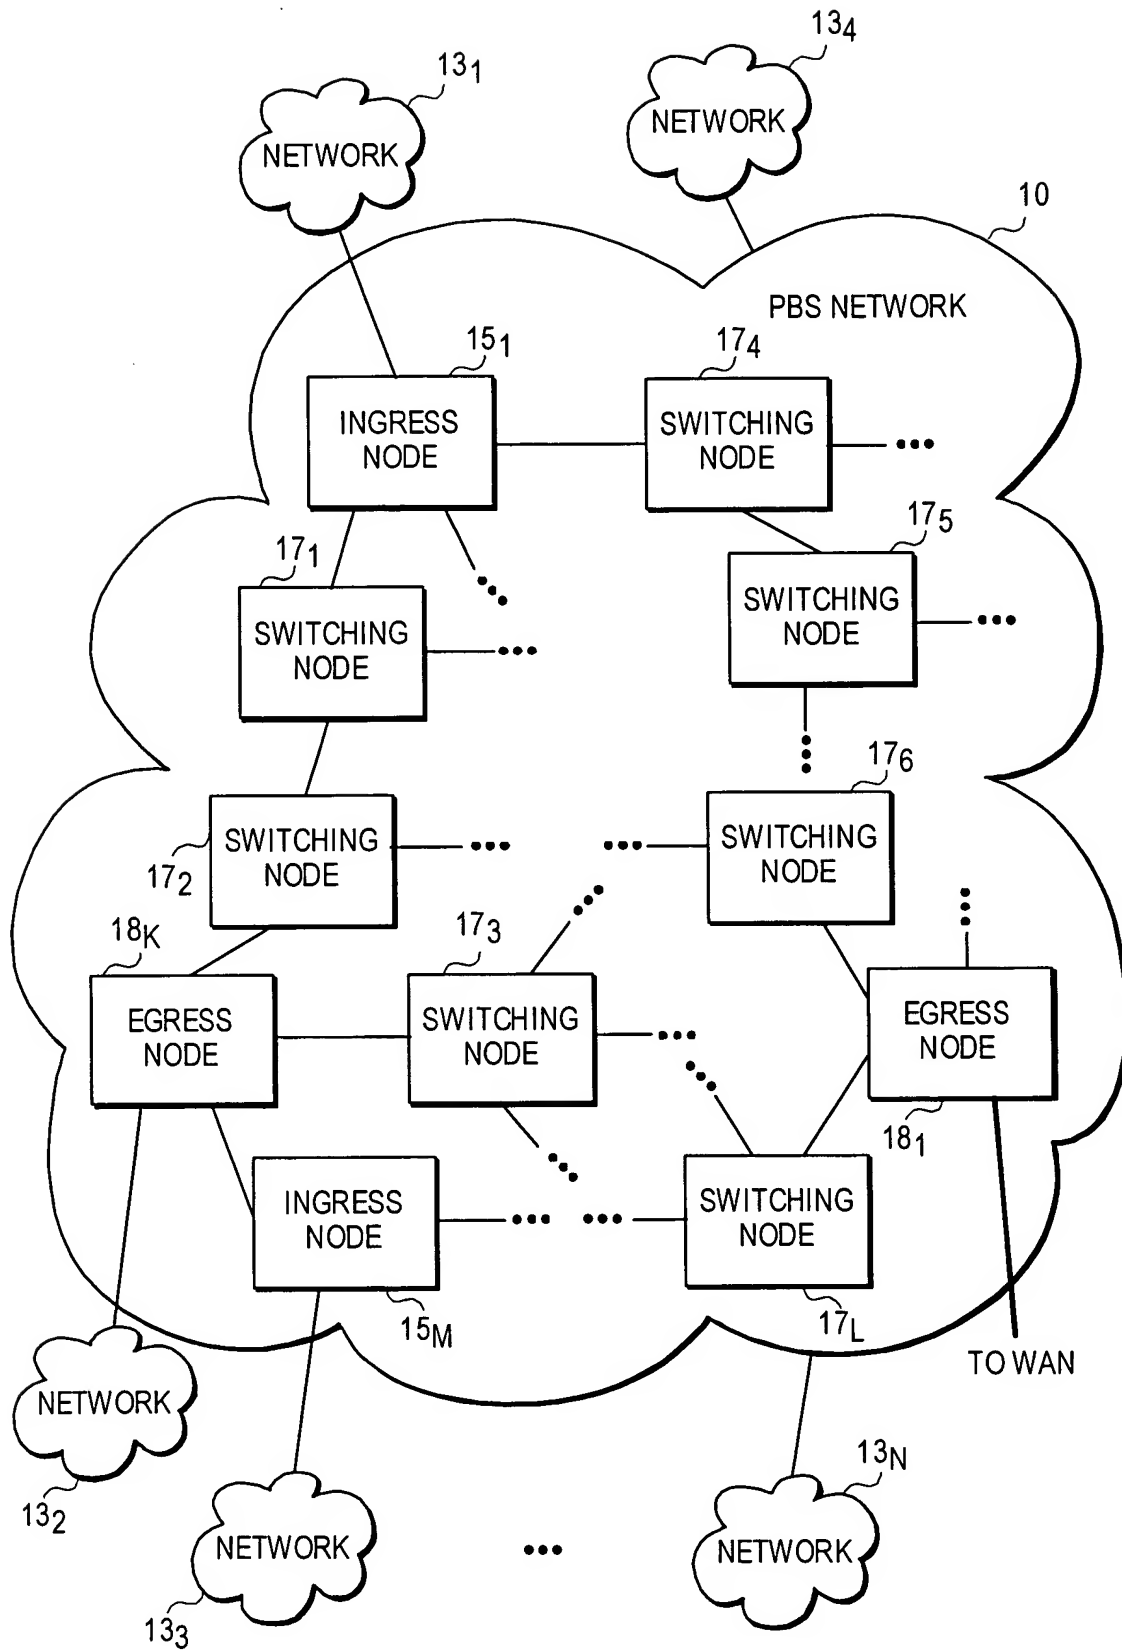 13₁
NETWORK
13₄
NETWORK
10
PBS NETWORK
15₁
INGRESS
NODE
17₄
SWITCHING
NODE
17₅
SWITCHING
NODE
17₁
SWITCHING
NODE
17₂
SWITCHING
NODE
17₆
SWITCHING
NODE
18K
EGRESS
NODE
17₃
SWITCHING
NODE
EGRESS
NODE
18₁
INGRESS
NODE
15M
SWITCHING
NODE
17L
TO WAN
NETWORK
13₂
NETWORK
13₃
13N
NETWORK